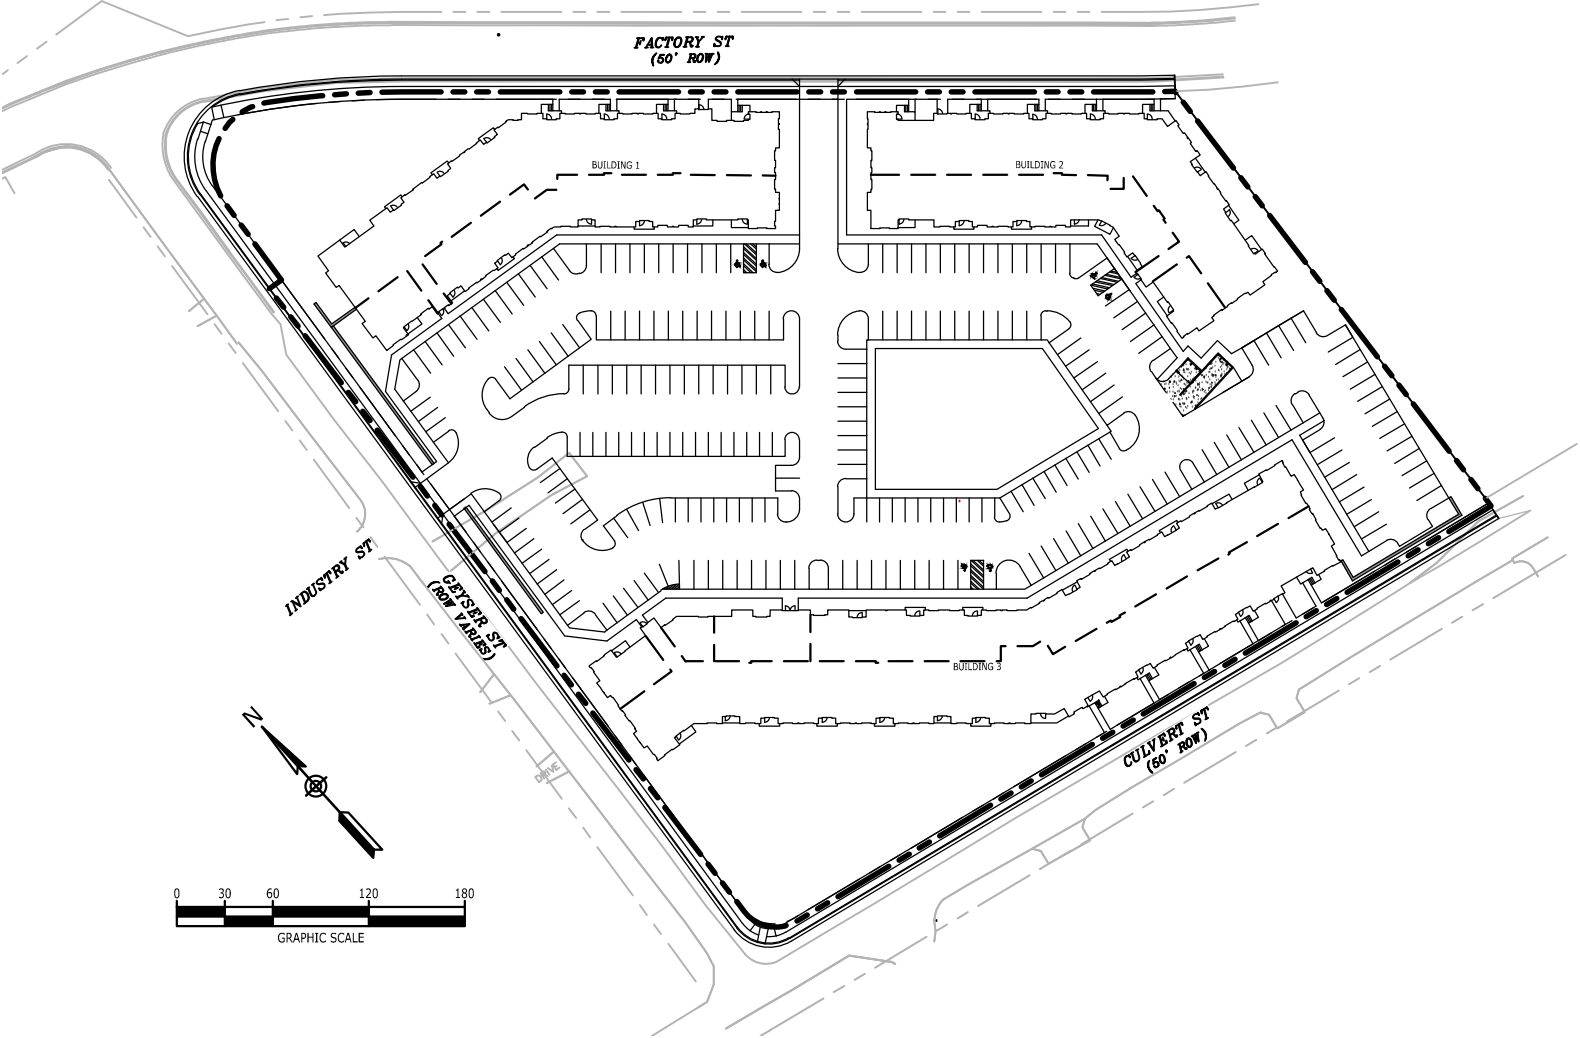 FACTORY ST
(50' ROW)
BUILDING 1
BUILDING 2
INDUSTRY ST
GEYSER ST
(ROW VARIES)
BUILDING 3
CULVERT ST
(50' ROW)
N
DRIVE
0 30 60 120 180
GRAPHIC SCALE